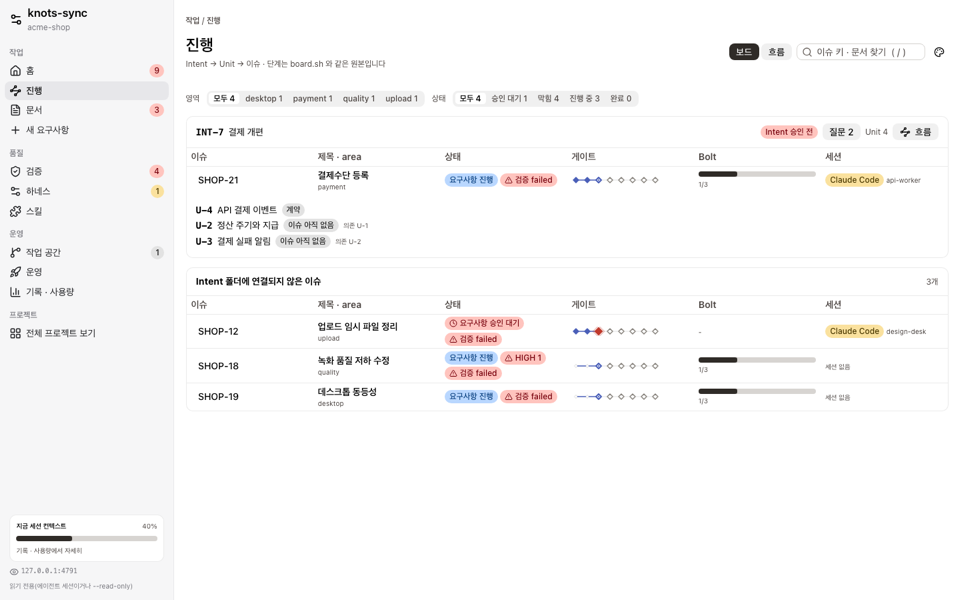 knots-sync
acme-shop
작업
홈 9
진행
문서 3
새 요구사항
품질
검증 4
하네스 1
스킬
운영
작업 공간 1
운영
기록 · 사용량
프로젝트
전체 프로젝트 보기
지금 세션 컨텍스트 40%
기록 · 사용량에서 자세히
127.0.0.1:4791
읽기 전용(에이전트 세션이거나 --read-only)
작업 / 진행
진행
Intent → Unit → 이슈 · 단계는 board.sh 와 같은 원본입니다
보드 흐름 이슈 키 · 문서 찾기 ( / )
영역 모두 4 desktop 1 payment 1 quality 1 upload 1 상태 모두 4 승인 대기 1 막힘 4 진행 중 3 완료 0
INT-7 결제 개편 Intent 승인 전 질문 2 Unit 4 흐름
이슈 제목 · area 상태 게이트 Bolt 세션
SHOP-21 결제수단 등록 요구사항 진행 검증 failed Claude Code api-worker
payment 1/3
U-4 API 결제 이벤트 계약
U-2 정산 주기와 지급 이슈 아직 없음 의존 U-1
U-3 결제 실패 알림 이슈 아직 없음 의존 U-2
Intent 폴더에 연결되지 않은 이슈 3개
이슈 제목 · area 상태 게이트 Bolt 세션
SHOP-12 업로드 임시 파일 정리 요구사항 승인 대기 - Claude Code design-desk
upload 검증 failed
SHOP-18 녹화 품질 저하 수정 요구사항 진행 HIGH 1 세션 없음
quality 검증 failed 1/3
SHOP-19 데스크톱 동등성 요구사항 진행 검증 failed 세션 없음
desktop 1/3